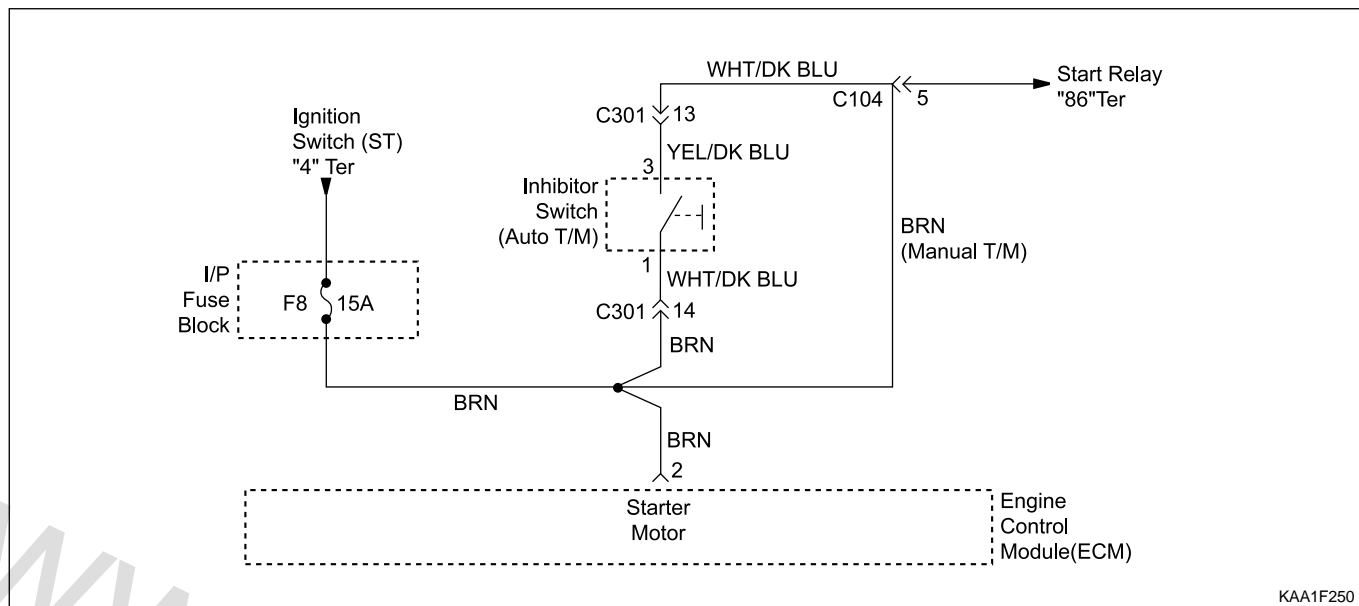 WHT/DK BLU
Start Relay
"86"Ter
C104
5
C301
13
Ignition
Switch (ST)
"4" Ter
YEL/DK BLU
3
Inhibitor
Switch
(Auto T/M)
BRN
(Manual T/M)
1
I/P
Fuse
Block
F8
15A
WHT/DK BLU
C301
14
BRN
BRN
BRN
2
Starter
Motor
Engine
Control
Module(ECM)
KAA1F250